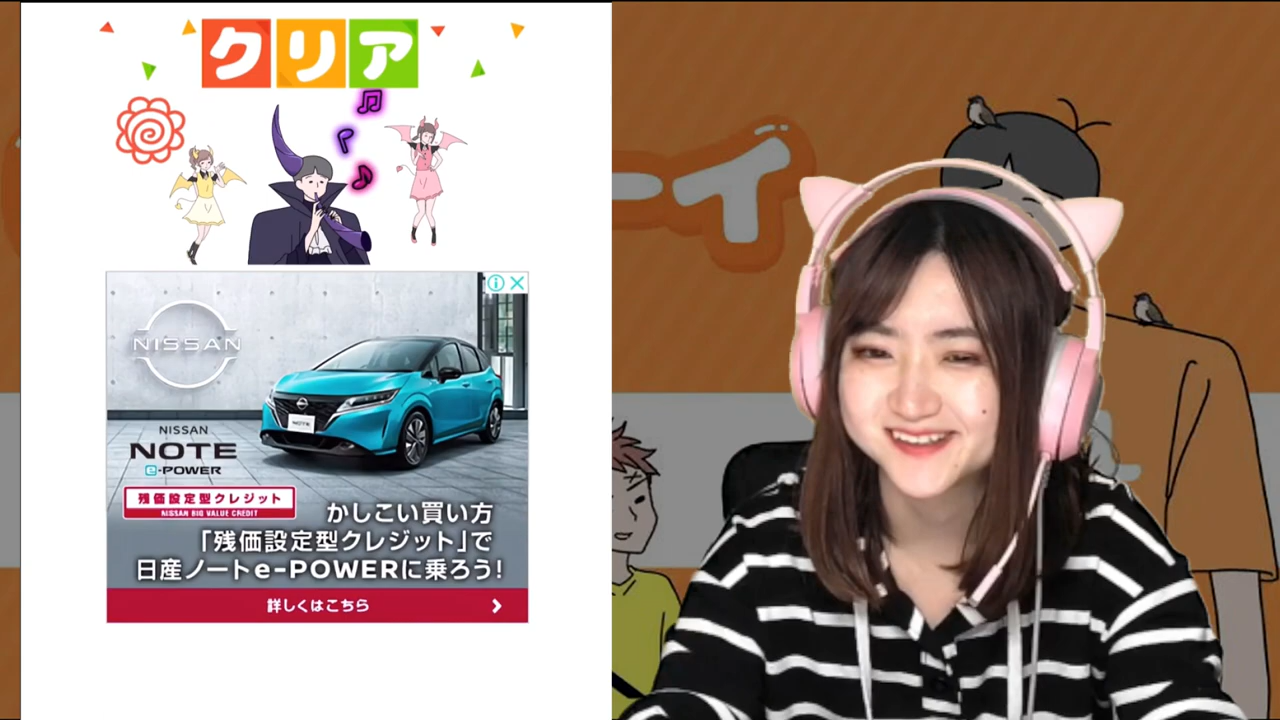 クリア
ーイ
NISSAN
NISSAN
NOTE
e-POWER
残価設定型クレジット
NISSAN BIG VALUE CREDIT
かしこい買い方
「残価設定型クレジット」で
日産ノートe-POWERに乗ろう!
詳しくはこちら